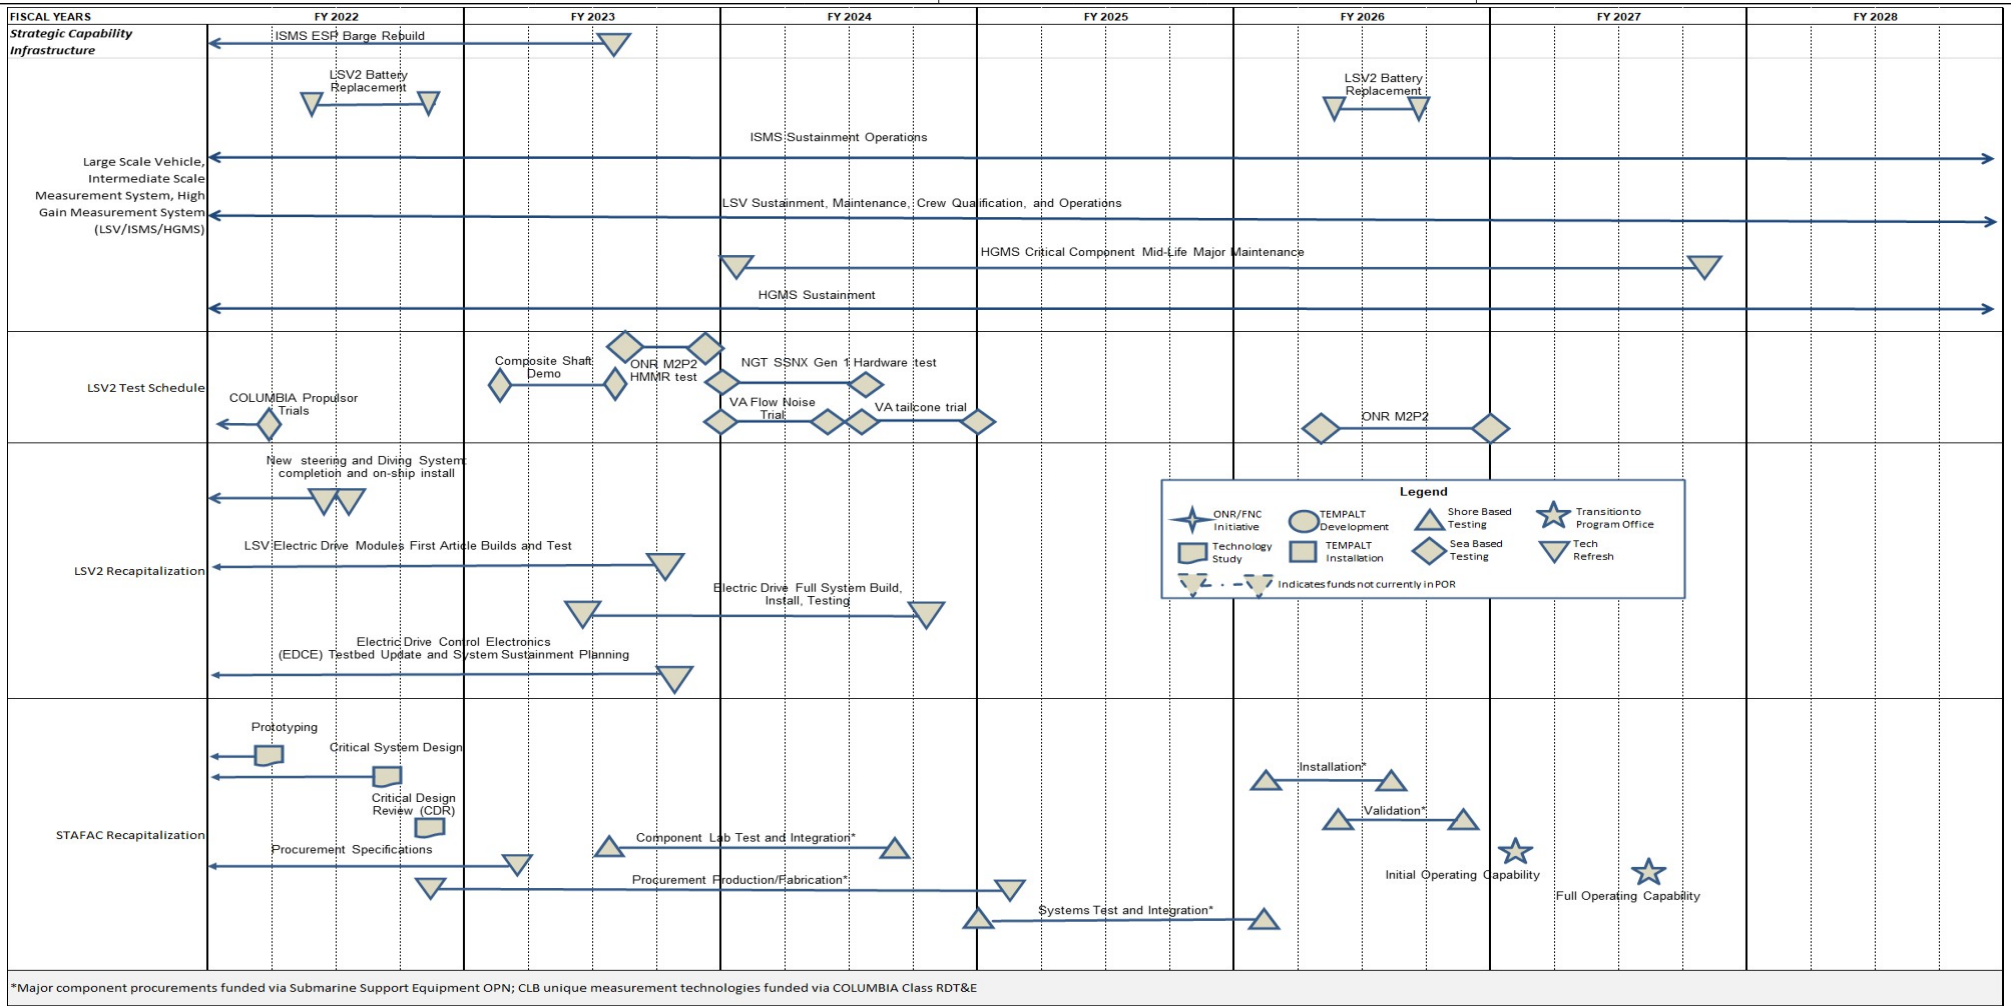 FISCAL YEARS
FY 2022
FY 2023
FY 2024
FY 2025
FY 2026
FY 2027
FY 2028
Strategic Capability
Infrastructure
ISMS ESP Barge Rebuild
Large Scale Vehicle,
Intermediate Scale
Measurement System, High
Gain Measurement System
(LSV/ISMS/HGMS)
LSV2 Battery
Replacement
LSV2 Battery
Replacement
ISMS Sustainment Operations
LSV Sustainment, Maintenance, Crew Qualification, and Operations
HGMS Critical Component Mid-Life Major Maintenance
HGMS Sustainment
LSV2 Test Schedule
COLUMBIA Propulsor
Trials
Composite Shaft
Demo
ONR M2P2
HMMR test
NGT SSNX Gen 1 Hardware test
VA Flow Noise
Trial
VA tailcone trial
ONR M2P2
LSV2 Recapitalization
New steering and Diving System
completion and on-ship install
LSV Electric Drive Modules First Article Builds and Test
Electric Drive Full System Build,
Install, Testing
Electric Drive Control Electronics
(EDCE) Testbed Update and System Sustainment Planning
Legend
ONR/FNC
Initiative
TEMPALT
Development
Shore Based
Testing
Transition to
Program Office
Technology
Study
TEMPALT
Installation
Sea Based
Testing
Tech
Refresh
Indicates funds not currently in POR
STAFAC Recapitalization
Prototyping
Critical System Design
Critical Design
Review (CDR)
Procurement Specifications
Component Lab Test and Integration*
Procurement Production/Fabrication*
Systems Test and Integration*
Installation*
Validation*
Initial Operating Capability
Full Operating Capability
*Major component procurements funded via Submarine Support Equipment OPN; CLB unique measurement technologies funded via COLUMBIA Class RDT&E